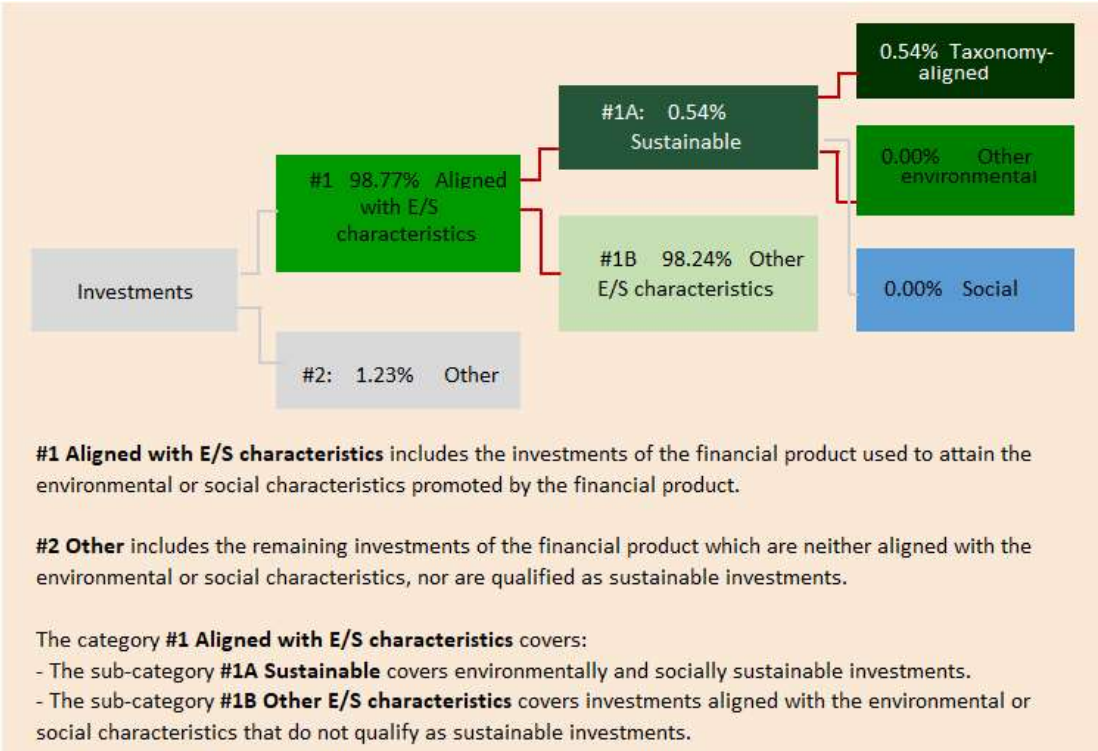 0.54% Taxonomy-
aligned
#1A: 0.54%
Sustainable
0.00% Other
environmental
#1 98.77% Aligned
with E/S
characteristics
#1B 98.24% Other
E/S characteristics
Investments
0.00% Social
#2: 1.23% Other
#1 Aligned with E/S characteristics includes the investments of the financial product used to attain the
environmental or social characteristics promoted by the financial product.
#2 Other includes the remaining investments of the financial product which are neither aligned with the
environmental or social characteristics, nor are qualified as sustainable investments.
The category #1 Aligned with E/S characteristics covers:
- The sub-category #1A Sustainable covers environmentally and socially sustainable investments.
- The sub-category #1B Other E/S characteristics covers investments aligned with the environmental or
social characteristics that do not qualify as sustainable investments.